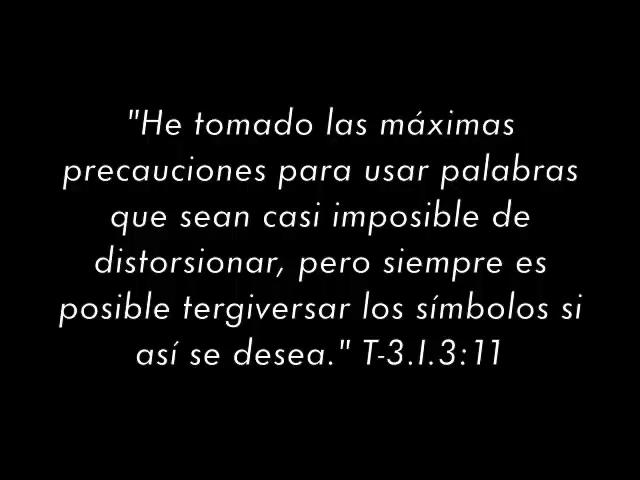 "He tomado las máximas
precauciones para usar palabras
que sean casi imposible de
distorsionar, pero siempre es
posible tergiversar los símbolos si
así se desea." T-3.I.3:11